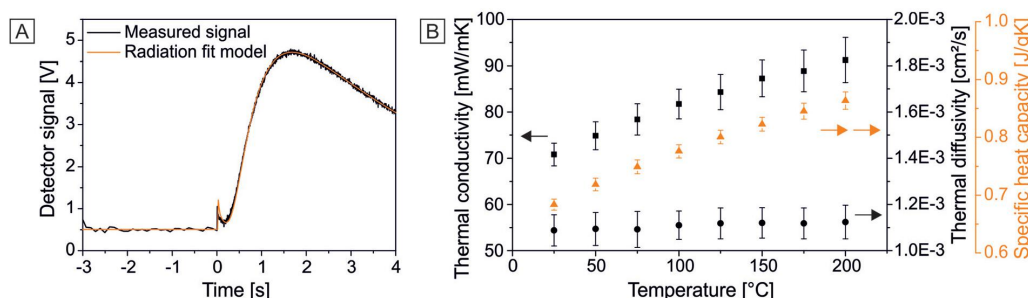 A
Measured signal
Radiation fit model
Detector signal [V]
5
4
3
2
1
0
-3 -2 -1 0 1 2 3 4
Time [s]
B
Thermal conductivity [mW/mK]
100
90
80
70
60
50
0 50 100 150 200
Temperature [°C]
2.0E-3
1.8E-3
1.6E-3
1.4E-3
1.2E-3
1.0E-3
Thermal diffusivity [cm²/s]
1.0
0.9
0.8
0.7
0.6
Specific heat capacity [J/gK]